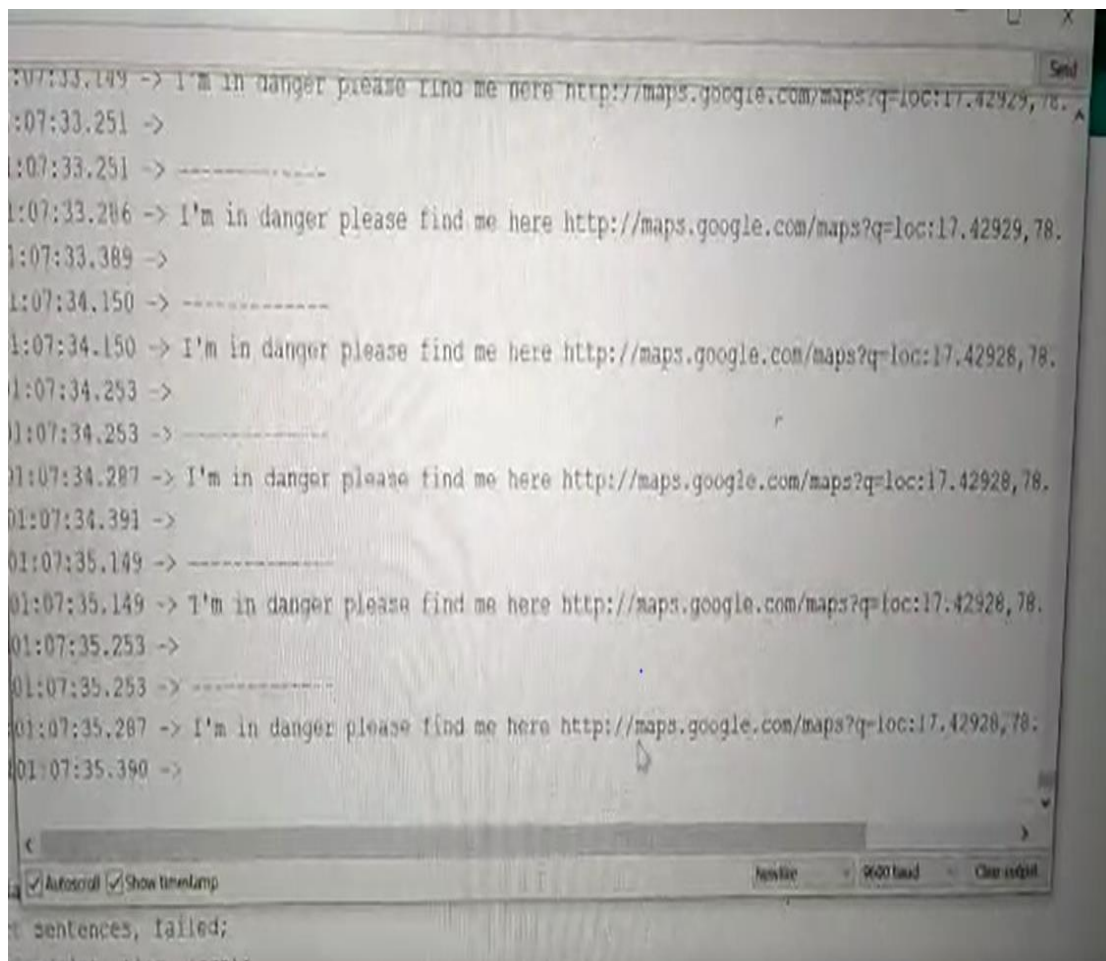 Send
:07:33.149 -> I'm in danger please find me here http://maps.google.com/maps?q=loc:17.42929,78.
:07:33.251 ->
1:07:33.251 -> -------------
1:07:33.286 -> I'm in danger please find me here http://maps.google.com/maps?q=loc:17.42929,78.
1:07:33.389 ->
1:07:34.150 -> -------------
1:07:34.150 -> I'm in danger please find me here http://maps.google.com/maps?q=loc:17.42928,78.
1:07:34.253 ->
01:07:34.253 -> -------------
01:07:34.287 -> I'm in danger please find me here http://maps.google.com/maps?q=loc:17.42928,78.
01:07:34.391 ->
01:07:35.149 -> -------------
01:07:35.149 -> I'm in danger please find me here http://maps.google.com/maps?q=loc:17.42928,78.
01:07:35.253 ->
01:07:35.253 -> -------------
01:07:35.287 -> I'm in danger please find me here http://maps.google.com/maps?q=loc:17.42928,78.
01:07:35.390 ->
Autoscroll Show timestamp Newline 9600 baud Clear output
sentences, failed;